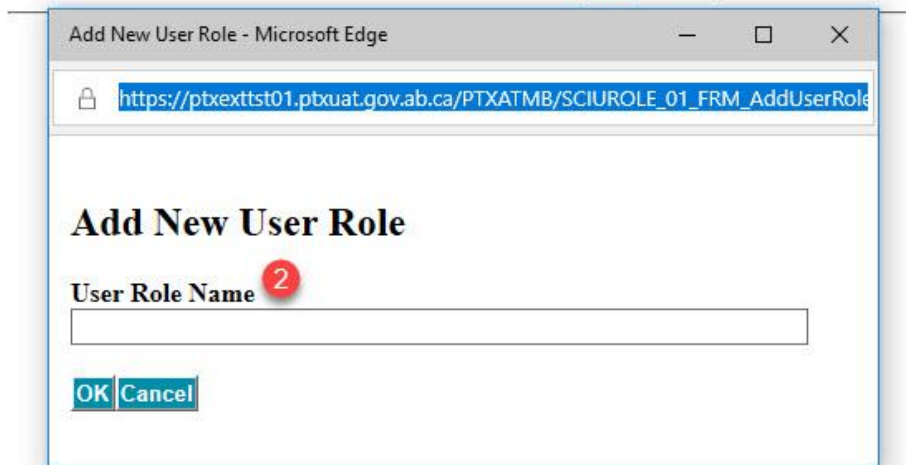 Add New User Role - Microsoft Edge
https://ptxexttst01.ptxuat.gov.ab.ca/PTXATMB/SCIUROLE_01_FRM_AddUserRole
Add New User Role
User Role Name 2
OK Cancel